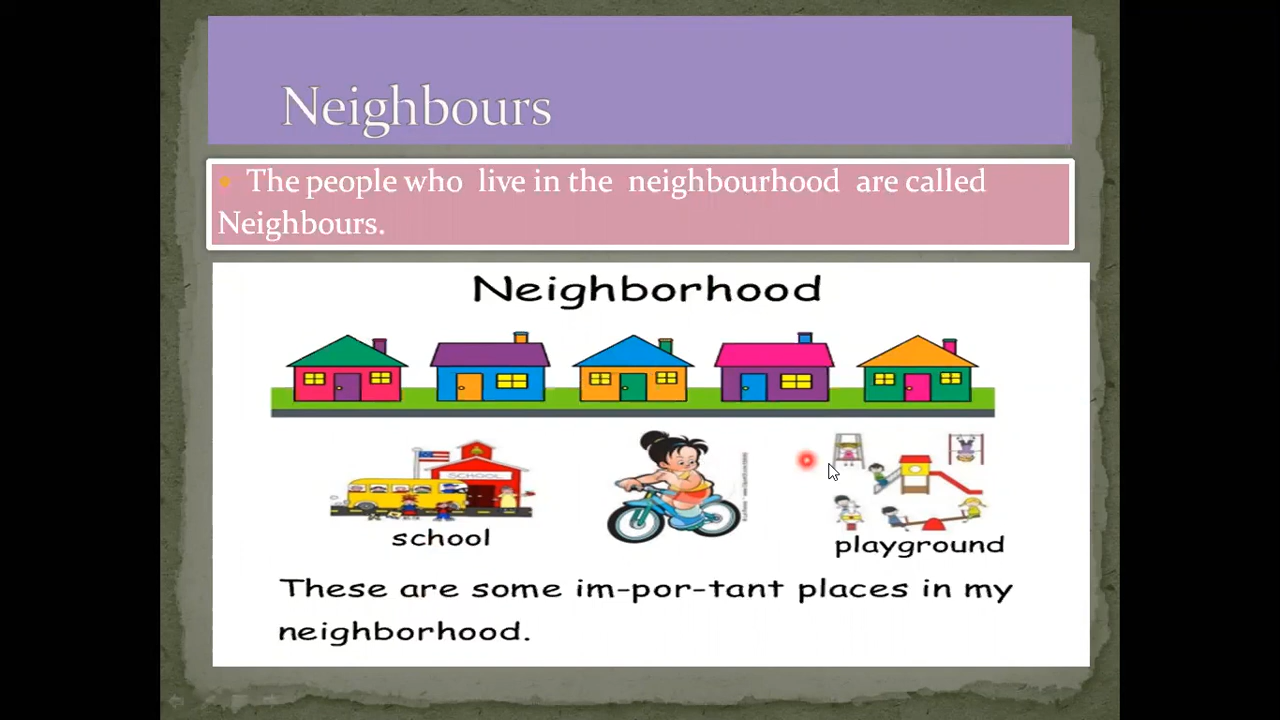 Neighbours
The people who live in the neighbourhood are called
Neighbours.
Neighborhood
SCHOOL
school
playground
These are some im-por-tant places in my
neighborhood.